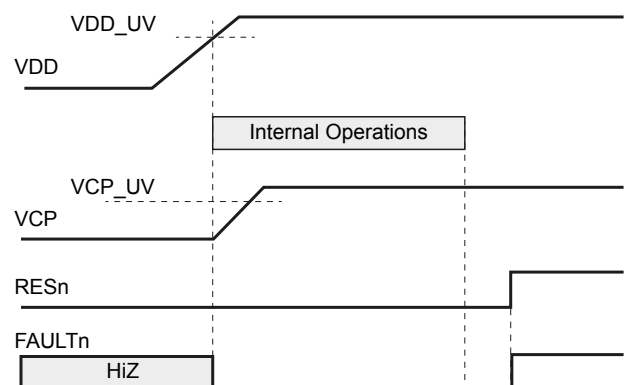 VDD_UV
VDD
Internal Operations
VCP_UV
VCP
RESn
FAULTn
HiZ